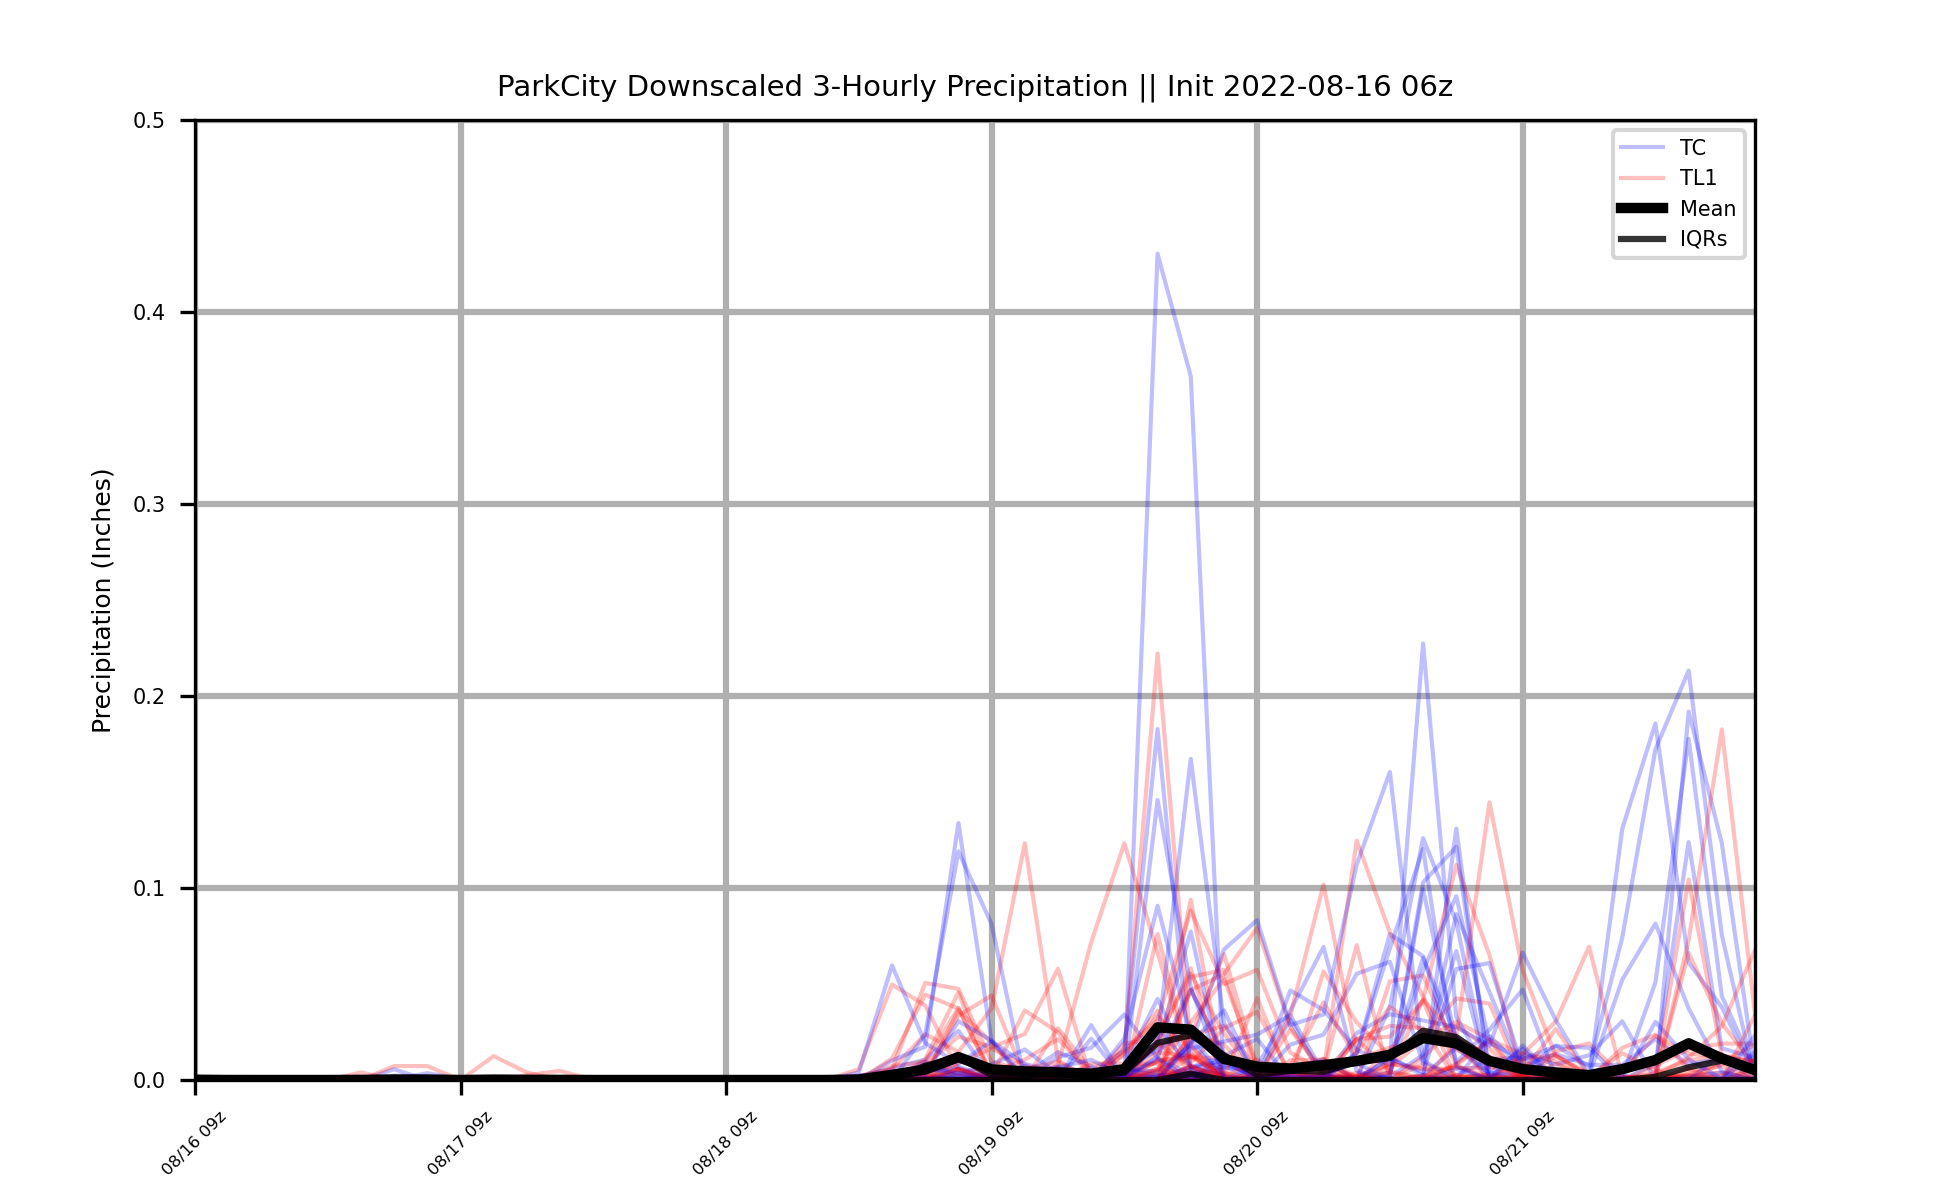 ParkCity Downscaled 3-Hourly Precipitation || Init 2022-08-16 06z
TC
TL1
Mean
IQRs
Precipitation (Inches)
0.5
0.4
0.3
0.2
0.1
0.0
08/16 09z
08/17 09z
08/18 09z
08/19 09z
08/20 09z
08/21 09z